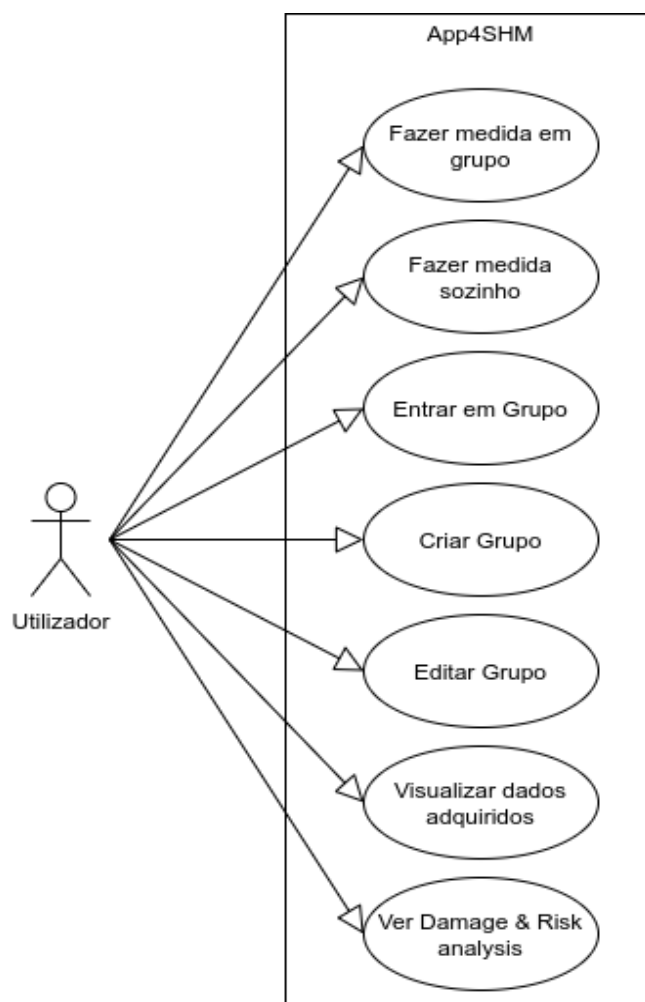 App4SHM
Fazer medida em
grupo
Fazer medida
sozinho
Entrar em Grupo
Criar Grupo
Utilizador
Editar Grupo
Visualizar dados
adquiridos
Ver Damage & Risk
analysis